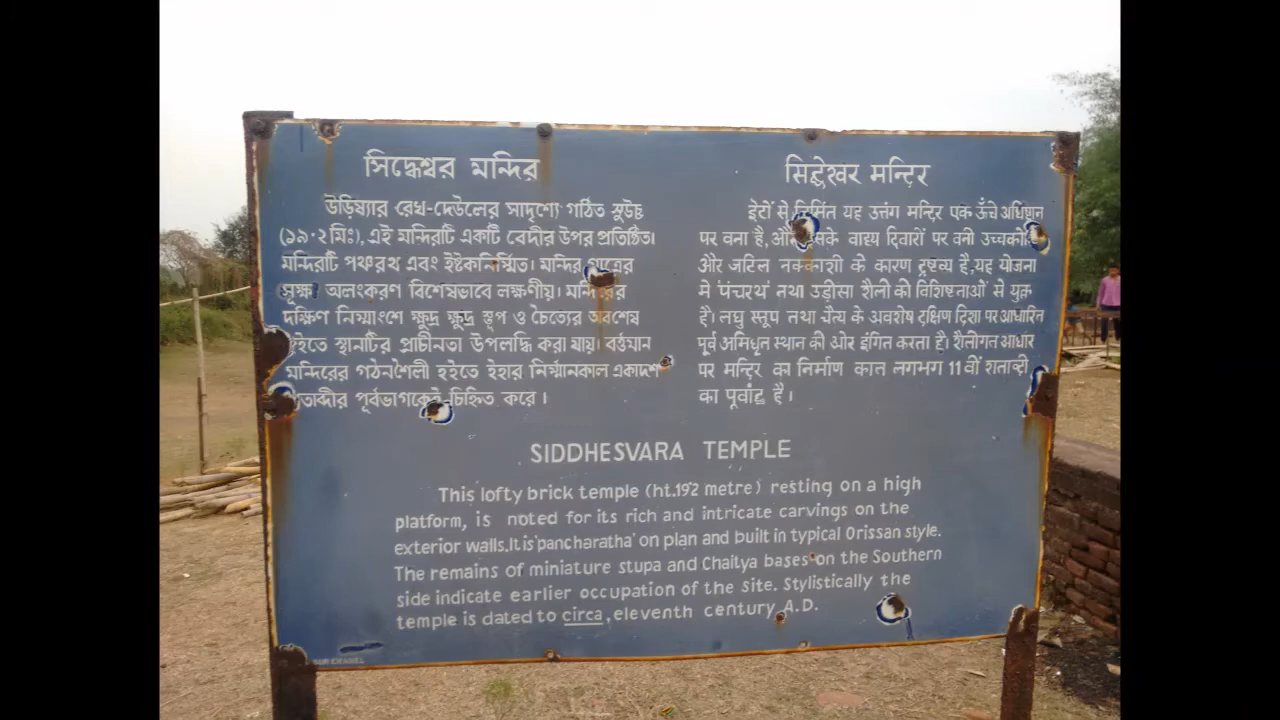 সিদ্ধেশ্বর মন্দির
উড়িষ্যার রেখ-দেউলের সাদৃশ্যে গঠিত সুউচ্চ
(১৯·২মিঃ), এই মন্দিরটি একটি বেদীর উপর প্রতিষ্ঠিত।
মন্দিরটি পঞ্চরথ এবং ইষ্টকনির্ম্মিত। মন্দির গাত্রের
সূক্ষ্ম অলংকরণ বিশেষভাবে লক্ষণীয়।
দক্ষিণ নিম্নাংশে ক্ষুদ্র ক্ষুদ্র স্তূপ ও চৈত্যের অবশেষ
হইতে স্থানটির প্রাচীনতা উপলদ্ধি করা যায়। বর্ত্তমান
মন্দিরের গঠনশৈলী হইতে ইহার নির্ম্মানকাল একাদশ
শতাব্দীর পূর্বভাগকেই চিহ্নিত করে।
सिद्धेश्वर मन्दिर
ईटों से निर्मित यह उत्तंग मन्दिर एक ऊँचे अधिष्ठान
पर बना है, और इसके वाह्य दिवारों पर बनी
और जटिल नक्काशी के कारण द्रष्टव्य है, यह योजना
मे 'पंचरथ' तथा उड़ीसा शैली की विशिष्टताओं से युक्त
है। लघु स्तूप तथा चैत्य के अवशेष दक्षिण दिशा पर आधारित
पूर्व अमिधृत स्थान की ओर इंगित करता है। शैलीगत आधार
पर मन्दिर का निर्माण काल लगभग 11 वीं शताब्दी
का पूर्वाद्ध है।
SIDDHESVARA TEMPLE
This lofty brick temple (ht.19.2 metre) resting on a high
platform, is noted for its rich and intricate carvings on the
exterior walls. It is 'pancharatha' on plan and built in typical Orissan style.
The remains of miniature stupa and Chaitya bases on the Southern
side indicate earlier occupation of the site. Stylistically the
temple is dated to circa, eleventh century A.D.